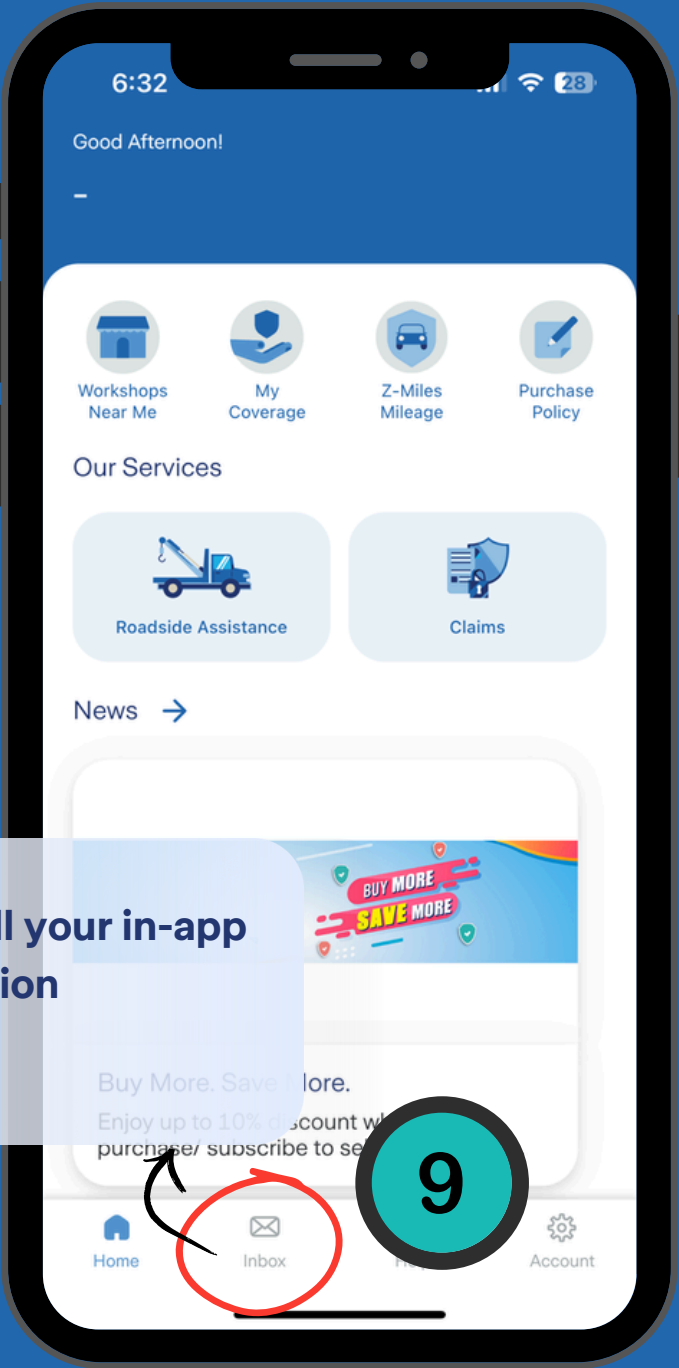 6:32
28
Good Afternoon!
-
Workshops
Near Me
My
Coverage
Z-Miles
Mileage
Purchase
Policy
Our Services
Roadside Assistance
Claims
News →
BUY MORE
SAVE MORE
ll your in-app
ion
Buy More. Save More.
Enjoy up to 10% discount
purchase/ subscribe to
9
Home
Inbox
Account